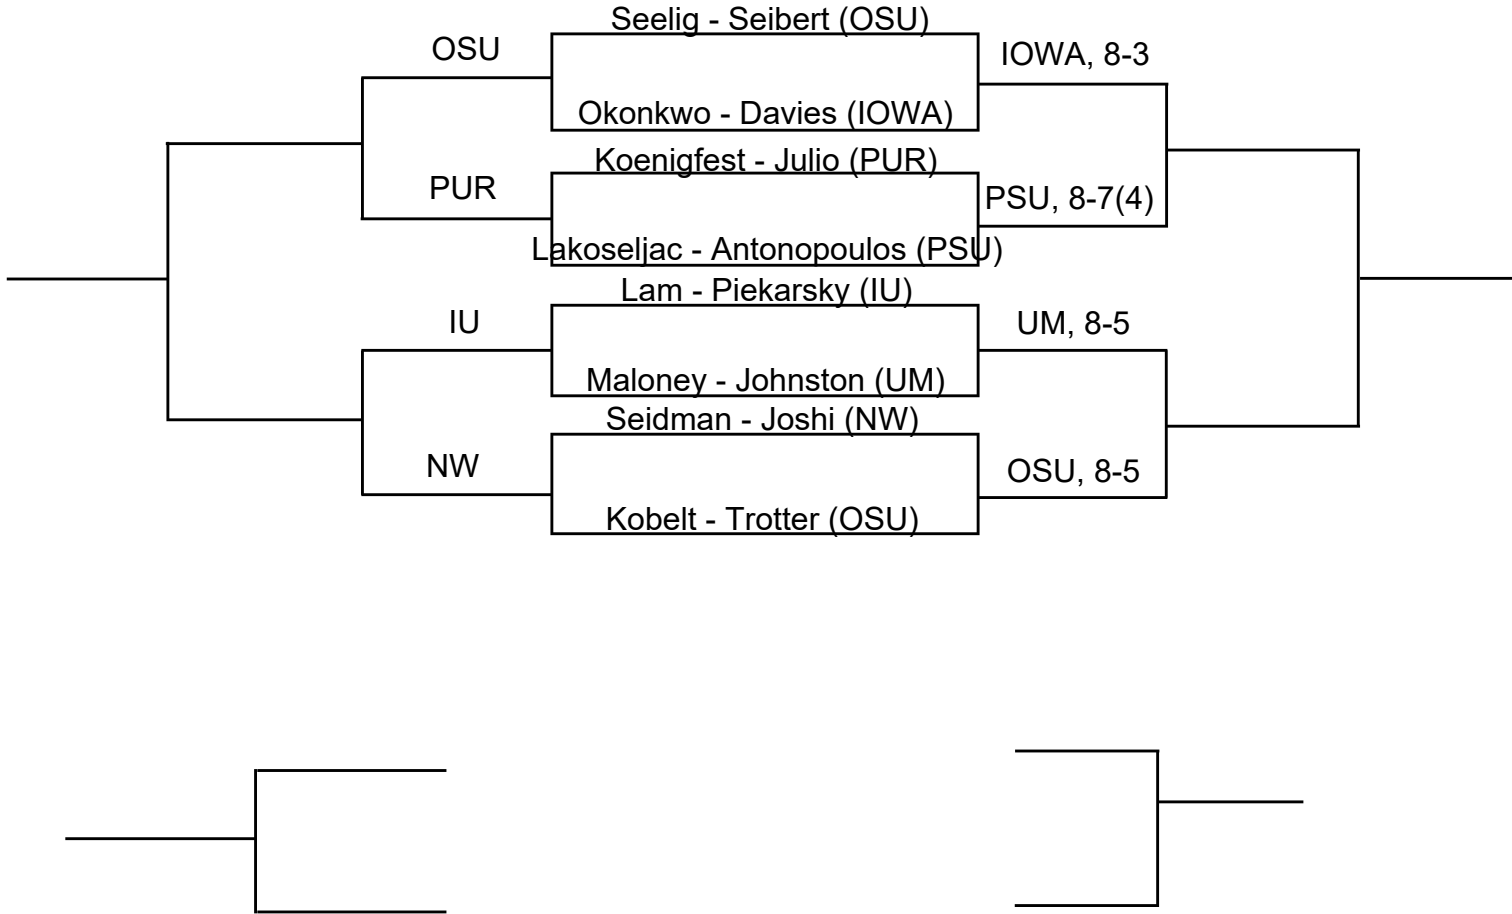 Seelig - Seibert (OSU)
OSU
IOWA, 8-3
Okonkwo - Davies (IOWA)
Koenigfest - Julio (PUR)
PUR
PSU, 8-7(4)
Lakoseljac - Antonopoulos (PSU)
Lam - Piekarsky (IU)
IU
UM, 8-5
Maloney - Johnston (UM)
Seidman - Joshi (NW)
NW
OSU, 8-5
Kobelt - Trotter (OSU)